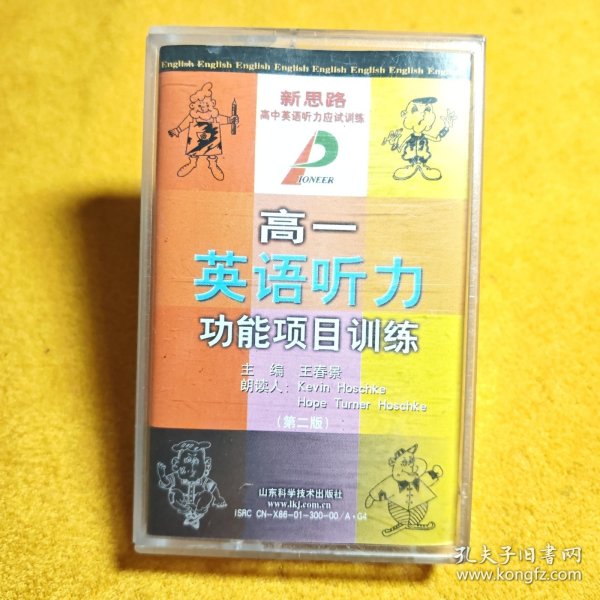 English English English English English English English Eng
新思路
高中英语听力应试训练
PIONEER
高一
英语听力
功能项目训练
主 编 王春景
朗读人：Kevin Hoschke
Hope Turner Hoschke
(第二版)
山东科学技术出版社
www.lkj.com.cn
ISRC CN-X86-01-300-00/A·G4
孔夫子旧书网
www.kongfz.com